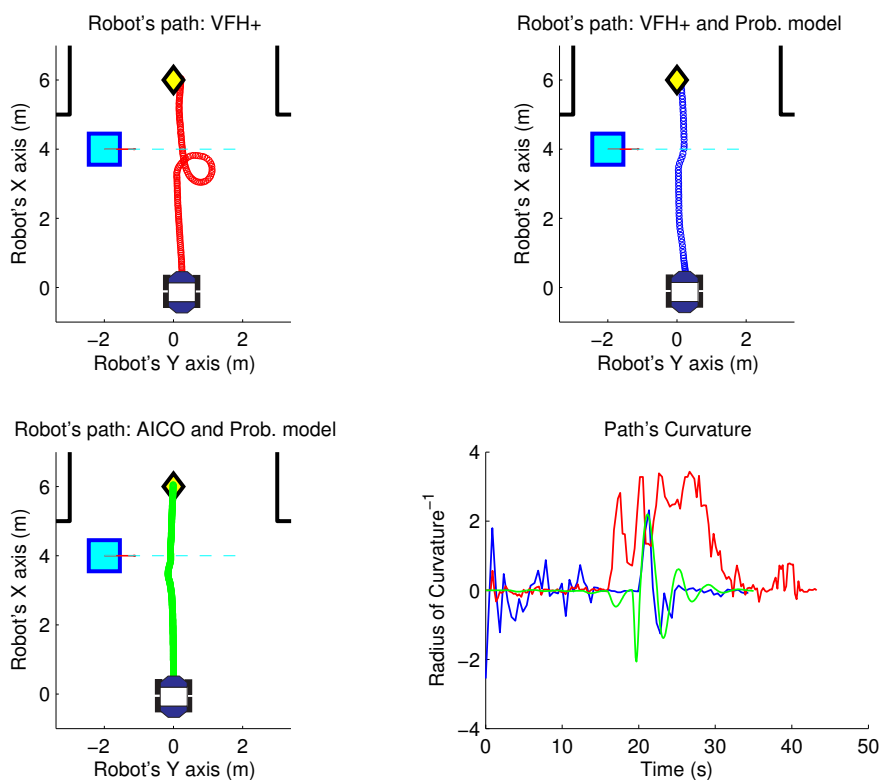 Robot's path: VFH+
Robot's X axis (m)
6
4
2
0
−2
0
2
Robot's Y axis (m)
Robot's path: VFH+ and Prob. model
Robot's X axis (m)
6
4
2
0
−2
0
2
Robot's Y axis (m)
Robot's path: AICO and Prob. model
Robot's X axis (m)
6
4
2
0
−2
0
2
Robot's Y axis (m)
Path's Curvature
Radius of Curvature⁻¹
4
2
0
−2
−4
0
10
20
30
40
50
Time (s)